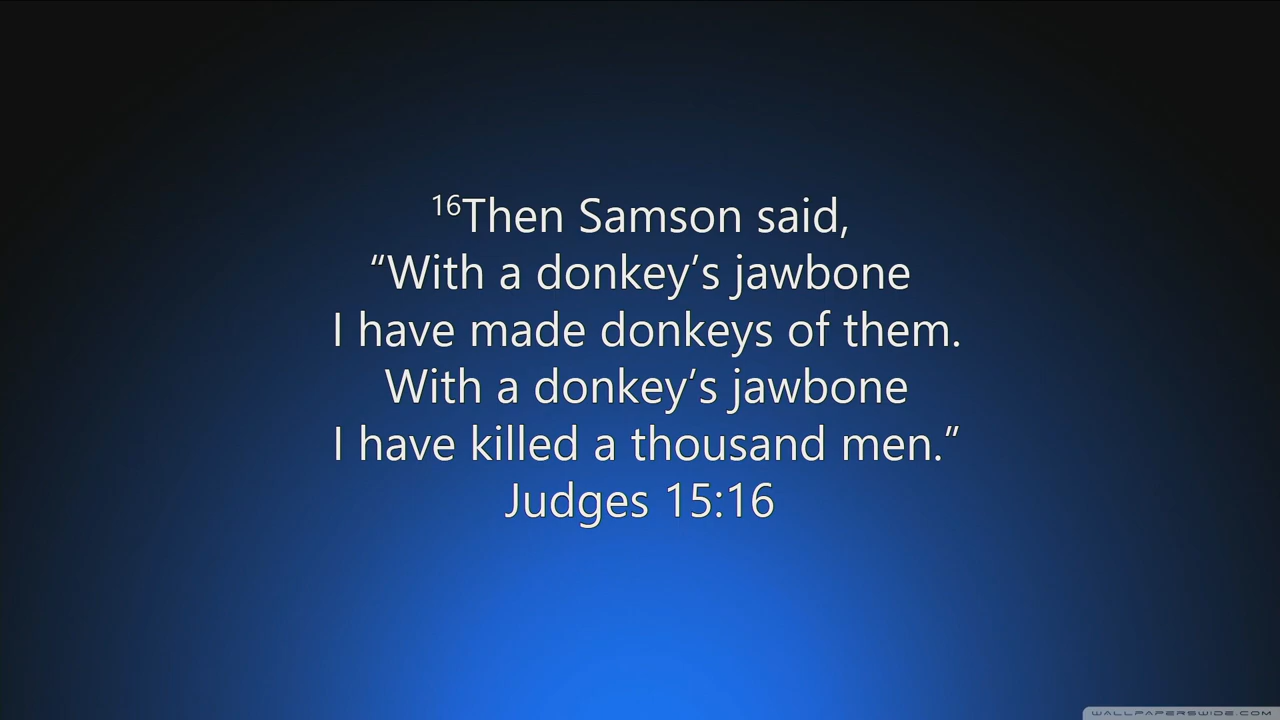 ¹⁶Then Samson said,
“With a donkey’s jawbone
I have made donkeys of them.
With a donkey’s jawbone
I have killed a thousand men.”
Judges 15:16
WALLPAPERSWIDE.COM